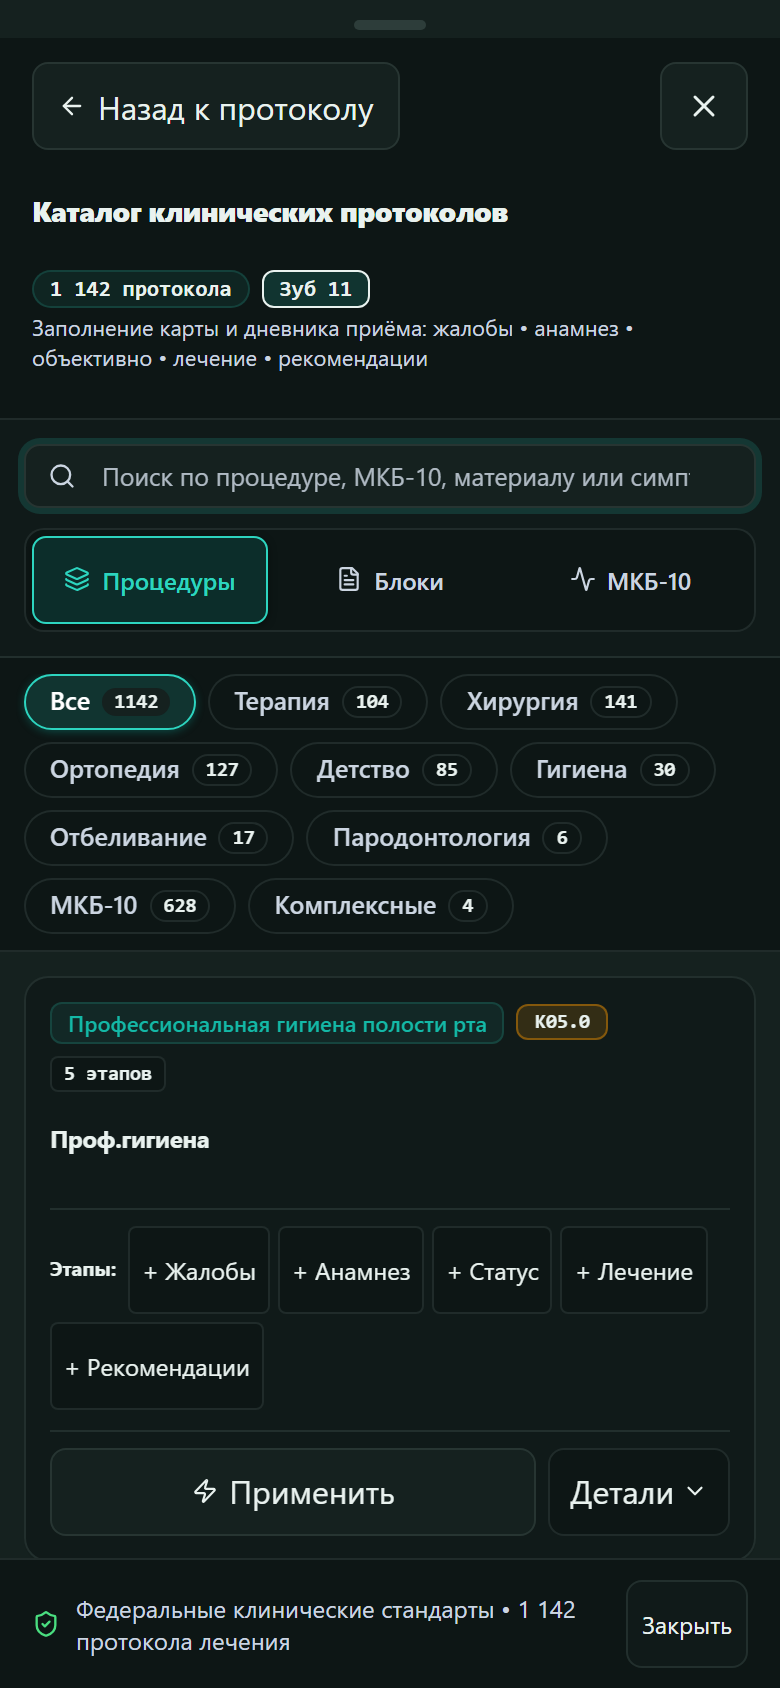 Назад к протоколу
Каталог клинических протоколов
1 142 протокола Зуб 11
Заполнение карты и дневника приёма: жалобы • анамнез •
объективно • лечение • рекомендации
Поиск по процедуре, МКБ-10, материалу или симпт
Процедуры Блоки МКБ-10
Все 1142 Терапия 104 Хирургия 141
Ортопедия 127 Детство 85 Гигиена 30
Отбеливание 17 Пародонтология 6
МКБ-10 628 Комплексные 4
Профессиональная гигиена полости рта K05.0
5 этапов
Проф.гигиена
Этапы: + Жалобы + Анамнез + Статус + Лечение
+ Рекомендации
Применить Детали
Федеральные клинические стандарты • 1 142
протокола лечения
Закрыть